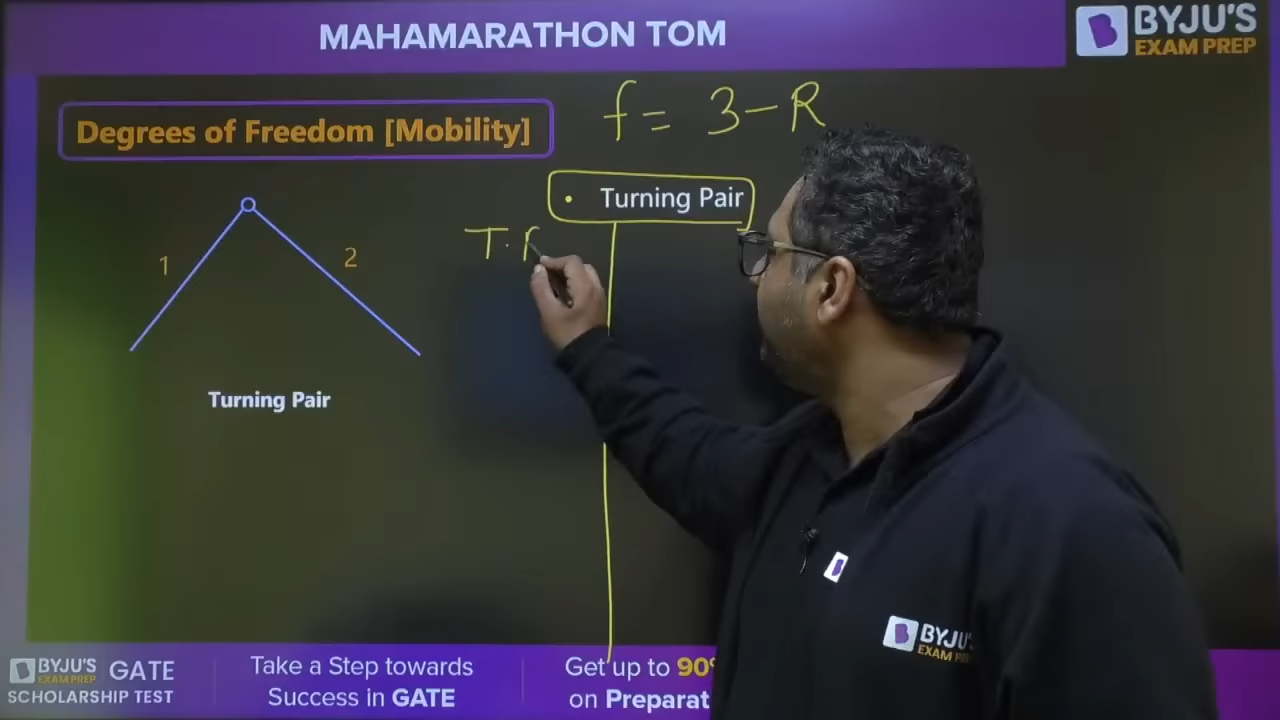 MAHAMARATHON TOM
BYJU'S
EXAM PREP
Degrees of Freedom [Mobility]
f = 3 - R
• Turning Pair
T.
1
2
Turning Pair
BYJU'S
EXAM PREP
BYJU'S
EXAM PREP
GATE
SCHOLARSHIP TEST
Take a Step towards
Success in GATE
Get up to 90
on Preparat